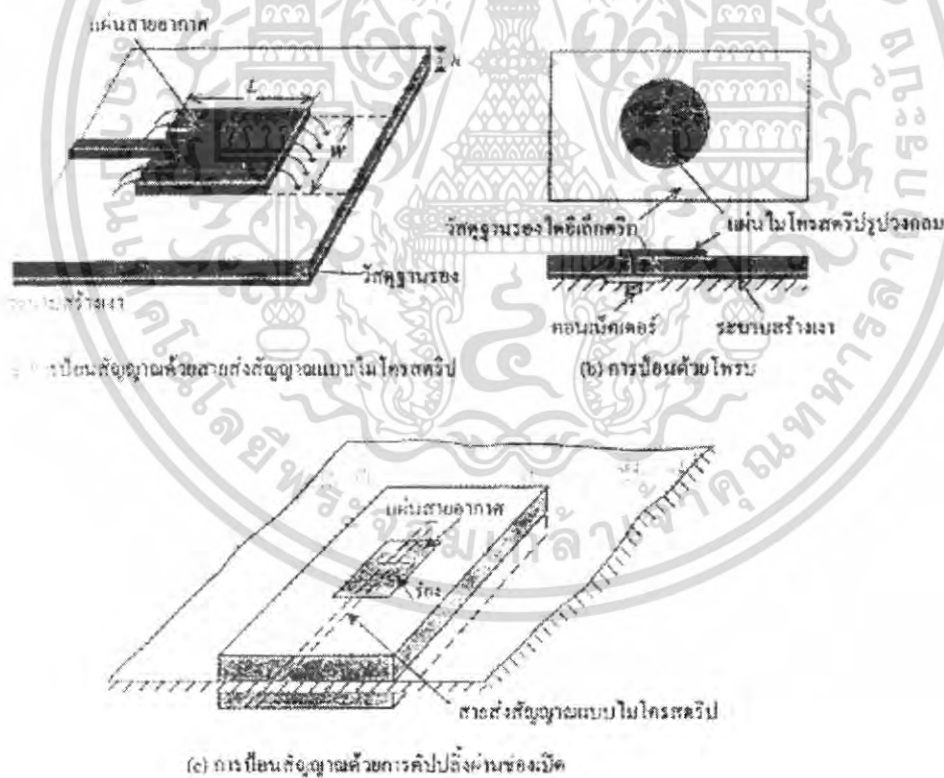 แผ่นสายอากาศ
L
W
h
วัสดุฐานรอง
ระนาบสร้างเงา
การป้อนสัญญาณด้วยสายส่งสัญญาณแบบไมโครสตริป
วัสดุฐานรองไดอิเล็กตริก
แผ่นไมโครสตริปรูปวงกลม
คอนเน็คเตอร์
ระนาบสร้างเงา
(b) การป้อนด้วยโพรบ
แผ่นสายอากาศ
ร่อง
สายส่งสัญญาณแบบไมโครสตริป
(c) การป้อนสัญญาณด้วยการคัปปลิ้งผ่านช่องเปิด